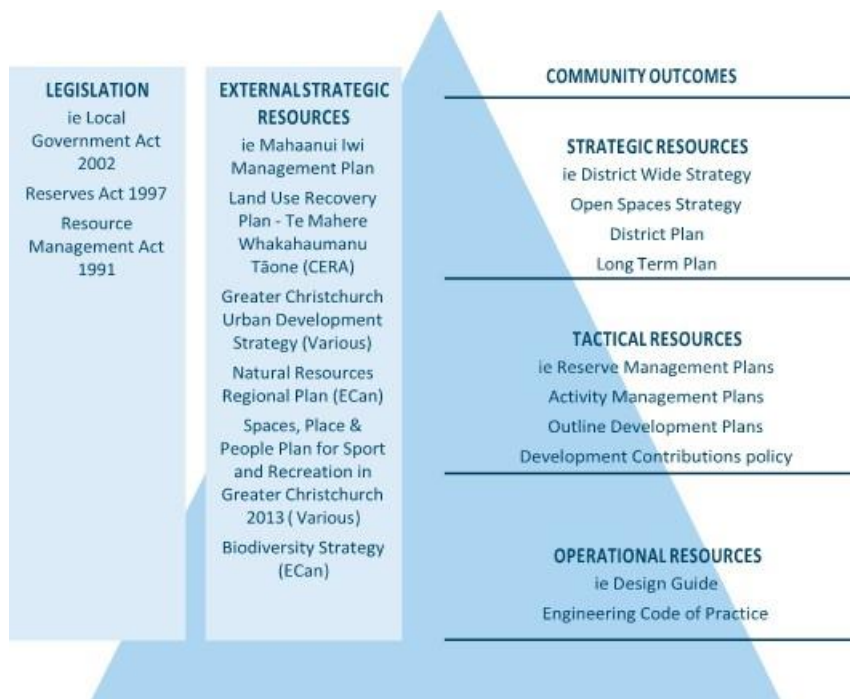 LEGISLATION
ie Local
Government Act
2002
Reserves Act 1997
Resource
Management Act
1991
EXTERNAL STRATEGIC
RESOURCES
ie Mahaanui Iwi
Management Plan
Land Use Recovery
Plan - Te Mahere
Whakahaumanu
Tāone (CERA)
Greater Christchurch
Urban Development
Strategy (Various)
Natural Resources
Regional Plan (ECan)
Spaces, Place &
People Plan for Sport
and Recreation in
Greater Christchurch
2013 ( Various)
Biodiversity Strategy
(ECan)
COMMUNITY OUTCOMES
STRATEGIC RESOURCES
ie District Wide Strategy
Open Spaces Strategy
District Plan
Long Term Plan
TACTICAL RESOURCES
ie Reserve Management Plans
Activity Management Plans
Outline Development Plans
Development Contributions policy
OPERATIONAL RESOURCES
ie Design Guide
Engineering Code of Practice